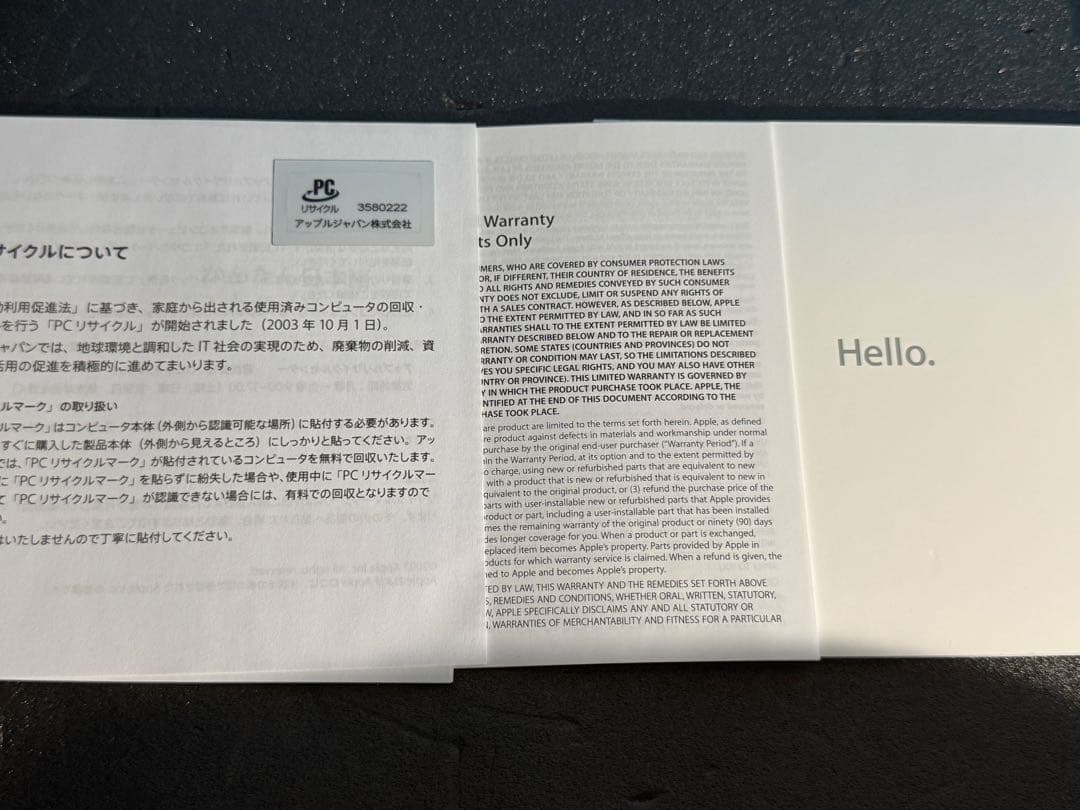 PC
リサイクル 3580222
アップルジャパン株式会社
サイクルについて
利用促進法」に基づき、家庭から出される使用済みコンピュータの回収・
を行う「PCリサイクル」が開始されました(2003年10月1日)。
ャパンでは、地球環境と調和したIT社会の実現のため、廃棄物の削減、資
活用の促進を積極的に進めてまいります。
ルマーク」の取り扱い
ルマーク」はコンピュータ本体(外側から認識可能な場所)に貼付する必要があります。
すぐに購入した製品本体(外側から見えるところ)にしっかりと貼ってください。アッ
では、「PCリサイクルマーク」が貼付されているコンピュータを無料で回収いたします。
に「PCリサイクルマーク」を貼らずに紛失した場合や、使用中に「PCリサイクルマー
て「PCリサイクルマーク」が認識できない場合には、有料での回収となりますので
。
はいたしませんので丁寧に貼付してください。
Warranty
ts Only
MERS, WHO ARE COVERED BY CONSUMER PROTECTION LAWS
OR, IF DIFFERENT, THEIR COUNTRY OF RESIDENCE, THE BENEFITS
O ALL RIGHTS AND REMEDIES CONVEYED BY SUCH CONSUMER
NTY DOES NOT EXCLUDE, LIMIT OR SUSPEND ANY RIGHTS OF
TH A SALES CONTRACT. HOWEVER, AS DESCRIBED BELOW, APPLE
O THE EXTENT PERMITTED BY LAW, AND IN SO FAR AS SUCH
RRANTIES SHALL TO THE EXTENT PERMITTED BY LAW BE LIMITED
RRANTY DESCRIBED BELOW AND TO THE REPAIR OR REPLACEMENT
RETION. SOME STATES (COUNTRIES AND PROVINCES) DO NOT
RRANTY OR CONDITION MAY LAST, SO THE LIMITATIONS DESCRIBED
VES YOU SPECIFIC LEGAL RIGHTS, AND YOU MAY ALSO HAVE OTHER
UNTRY OR PROVINCE). THIS LIMITED WARRANTY IS GOVERNED BY
Y IN WHICH THE PRODUCT PURCHASE TOOK PLACE. APPLE, THE
NTIFIED AT THE END OF THIS DOCUMENT ACCORDING TO THE
HASE TOOK PLACE.
are product are limited to the terms set forth herein. Apple, as defined
re product against defects in materials and workmanship under normal
purchase by the original end-user purchaser ("Warranty Period"). If a
in the Warranty Period, at its option and to the extent permitted by
o charge, using new or refurbished parts that are equivalent to new
with a product that is new or refurbished that is equivalent to new in
quivalent to the original product, or (3) refund the purchase price of the
parts with user-installable new or refurbished parts that Apple provides
product or part, including a user-installable part that has been installed
mes the remaining warranty of the original product or ninety (90) days
des longer coverage for you. When a product or part is exchanged,
eplaced item becomes Apple's property. Parts provided by Apple in
oducts for which warranty service is claimed. When a refund is given, the
ned to Apple and becomes Apple's property.
TED BY LAW, THIS WARRANTY AND THE REMEDIES SET FORTH ABOVE
S, REMEDIES AND CONDITIONS, WHETHER ORAL, WRITTEN, STATUTORY,
W, APPLE SPECIFICALLY DISCLAIMS ANY AND ALL STATUTORY OR
, WARRANTIES OF MERCHANTABILITY AND FITNESS FOR A PARTICULAR
Hello.